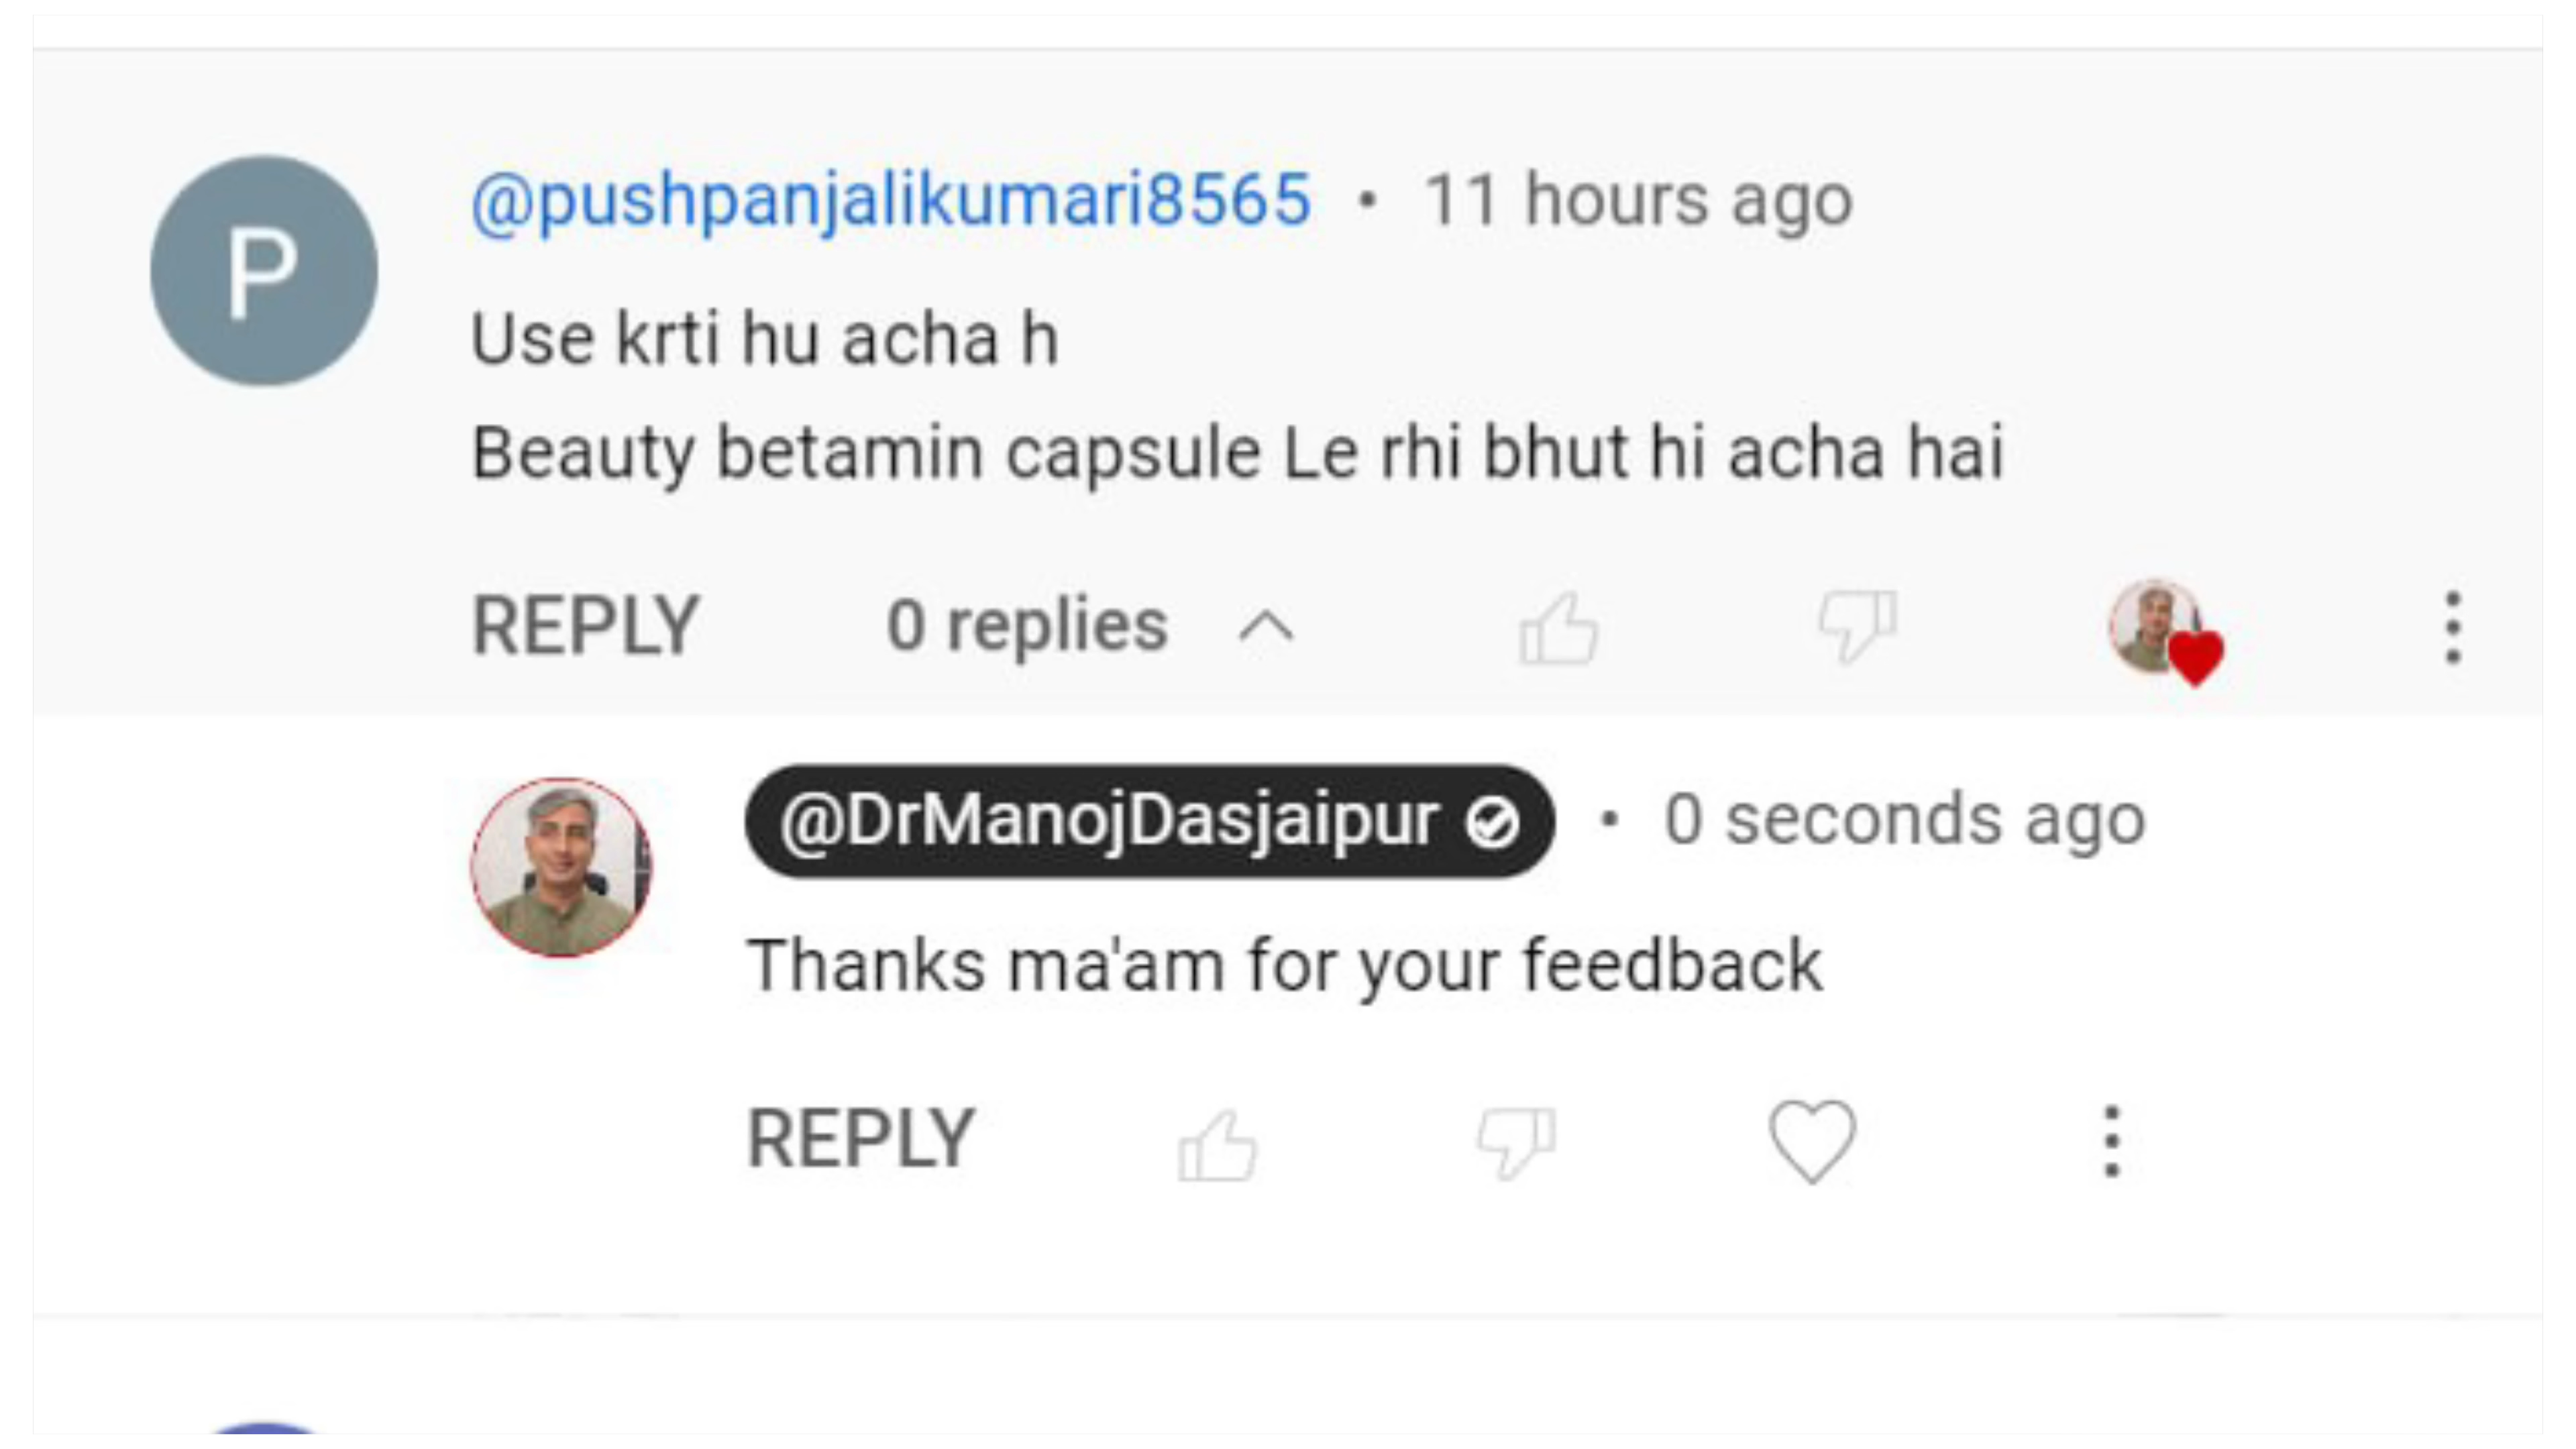 P
@pushpanjalikumari8565 • 11 hours ago
Use krti hu acha h
Beauty betamin capsule Le rhi bhut hi acha hai
REPLY 0 replies
@DrManojDasjaipur • 0 seconds ago
Thanks ma'am for your feedback
REPLY